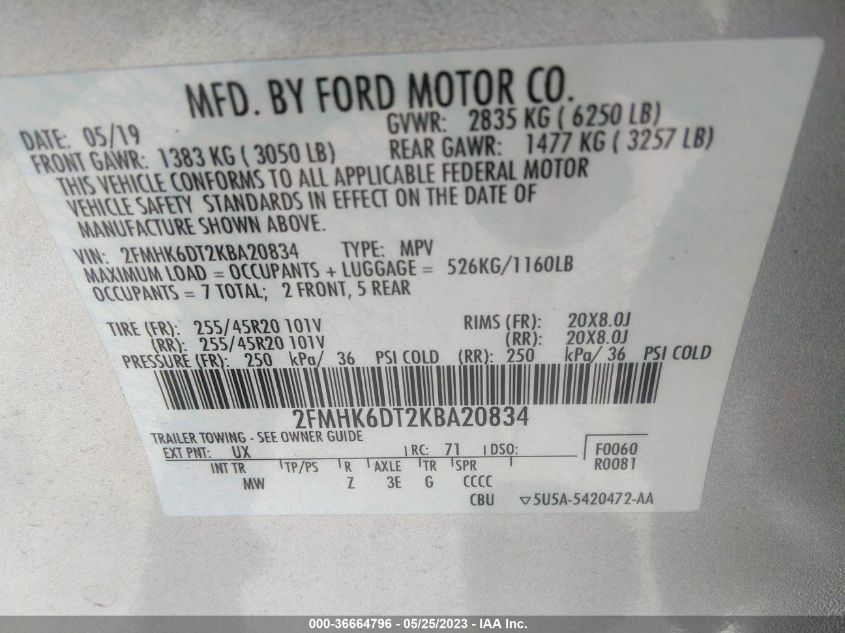 MFD. BY FORD MOTOR CO.
DATE: 05/19 GVWR: 2835 KG ( 6250 LB)
FRONT GAWR: 1383 KG ( 3050 LB) REAR GAWR: 1477 KG ( 3257 LB)
THIS VEHICLE CONFORMS TO ALL APPLICABLE FEDERAL MOTOR
VEHICLE SAFETY STANDARDS IN EFFECT ON THE DATE OF
MANUFACTURE SHOWN ABOVE.
VIN: 2FMHK6DT2KBA20834 TYPE: MPV
MAXIMUM LOAD = OCCUPANTS + LUGGAGE = 526KG/1160LB
OCCUPANTS = 7 TOTAL; 2 FRONT, 5 REAR
TIRE (FR): 255/45R20 101V RIMS (FR): 20X8.0J
(RR): 255/45R20 101V (RR): 20X8.0J
PRESSURE (FR): 250 kPa/ 36 PSI COLD (RR): 250 kPa/ 36 PSI COLD
2FMHK6DT2KBA20834
TRAILER TOWING - SEE OWNER GUIDE
EXT PNT: UX RC: 71 DSO: F0060
INT TR TP/PS R AXLE TR SPR R0081
MW Z 3E G CCCC
CBU ▽5U5A-5420472-AA
000-36664796 - 05/25/2023 - IAA Inc.